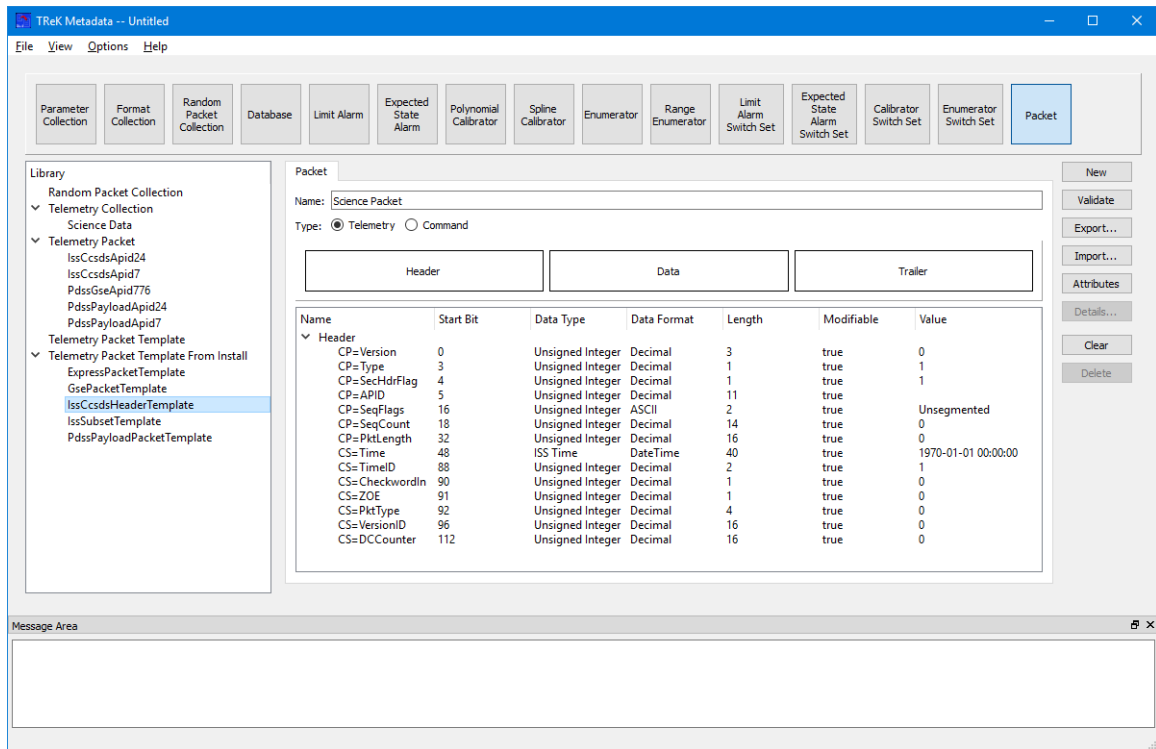 TReK Metadata -- Untitled
File View Options Help
Parameter Collection
Format Collection
Random Packet Collection
Database
Limit Alarm
Expected State Alarm
Polynomial Calibrator
Spline Calibrator
Enumerator
Range Enumerator
Limit Alarm Switch Set
Expected State Alarm Switch Set
Calibrator Switch Set
Enumerator Switch Set
Packet
Library
Random Packet Collection
Telemetry Collection
Science Data
Telemetry Packet
IssCcsdsApid24
IssCcsdsApid7
PdssGseApid776
PdssPayloadApid24
PdssPayloadApid7
Telemetry Packet Template
Telemetry Packet Template From Install
ExpressPacketTemplate
GsePacketTemplate
IssCcsdsHeaderTemplate
IssSubsetTemplate
PdssPayloadPacketTemplate
Packet
Name: Science Packet
Type: Telemetry Command
Header Data Trailer
Name Start Bit Data Type Data Format Length Modifiable Value
Header
CP=Version 0 Unsigned Integer Decimal 3 true 0
CP=Type 3 Unsigned Integer Decimal 1 true 1
CP=SecHdrFlag 4 Unsigned Integer Decimal 1 true 1
CP=APID 5 Unsigned Integer Decimal 11 true
CP=SeqFlags 16 Unsigned Integer ASCII 2 true Unsegmented
CP=SeqCount 18 Unsigned Integer Decimal 14 true 0
CP=PktLength 32 Unsigned Integer Decimal 16 true 0
CS=Time 48 ISS Time DateTime 40 true 1970-01-01 00:00:00
CS=TimeID 88 Unsigned Integer Decimal 2 true 1
CS=CheckwordIn 90 Unsigned Integer Decimal 1 true 0
CS=ZOE 91 Unsigned Integer Decimal 1 true 0
CS=PktType 92 Unsigned Integer Decimal 4 true 0
CS=VersionID 96 Unsigned Integer Decimal 16 true 0
CS=DCCounter 112 Unsigned Integer Decimal 16 true 0
New
Validate
Export...
Import...
Attributes
Details...
Clear
Delete
Message Area